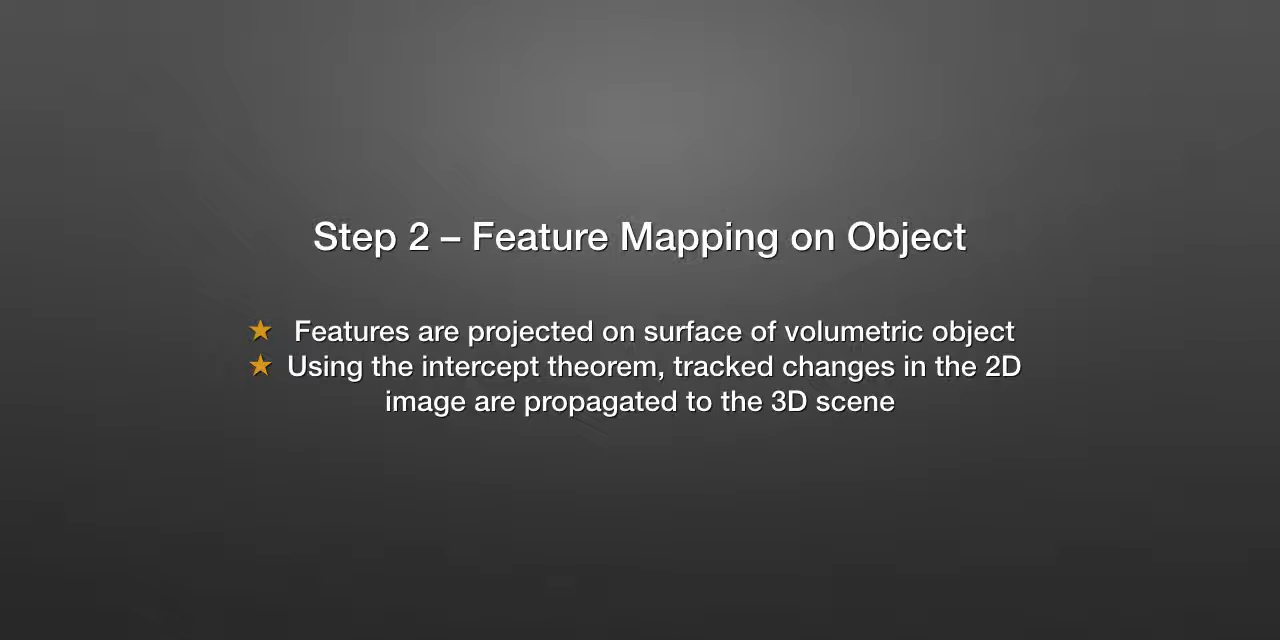 Step 2 – Feature Mapping on Object
★ Features are projected on surface of volumetric object
★ Using the intercept theorem, tracked changes in the 2D
image are propagated to the 3D scene